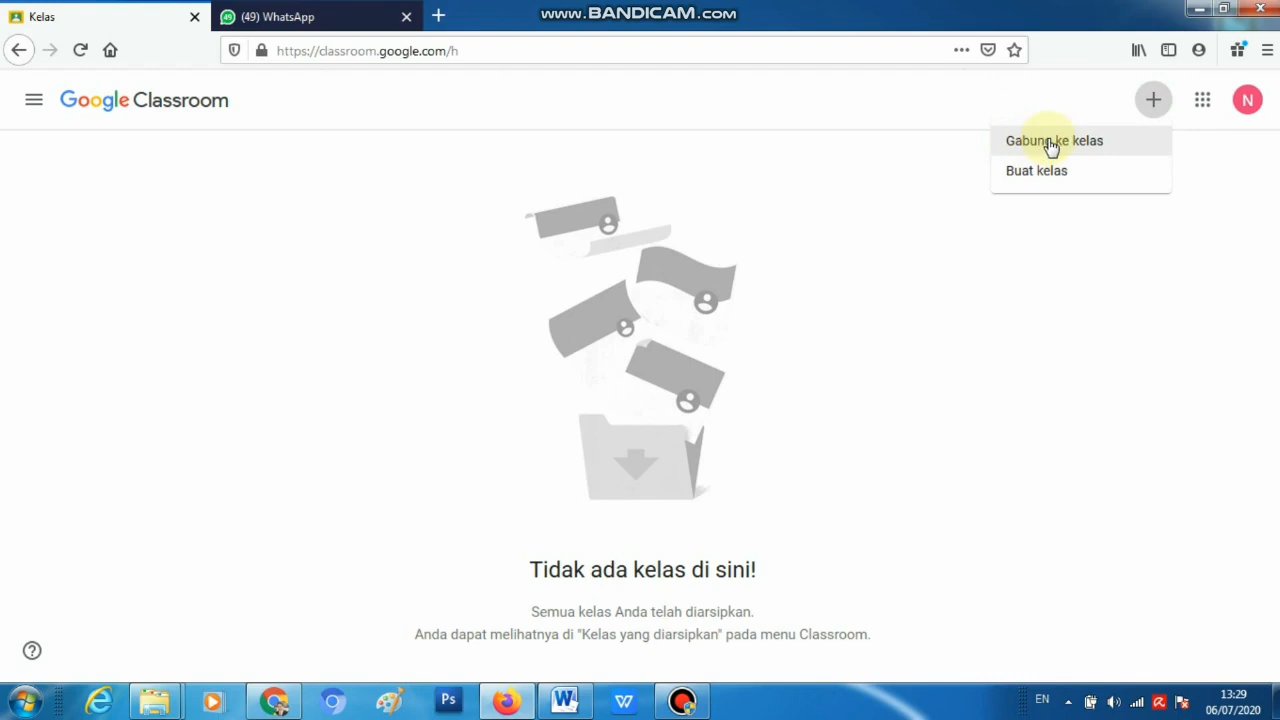 Kelas
(49) WhatsApp
www.BANDICAM.com
https://classroom.google.com/h
Google Classroom
N
Gabung ke kelas
Buat kelas
Tidak ada kelas di sini!
Semua kelas Anda telah diarsipkan.
Anda dapat melihatnya di "Kelas yang diarsipkan" pada menu Classroom.
Ps
EN
13:29
06/07/2020